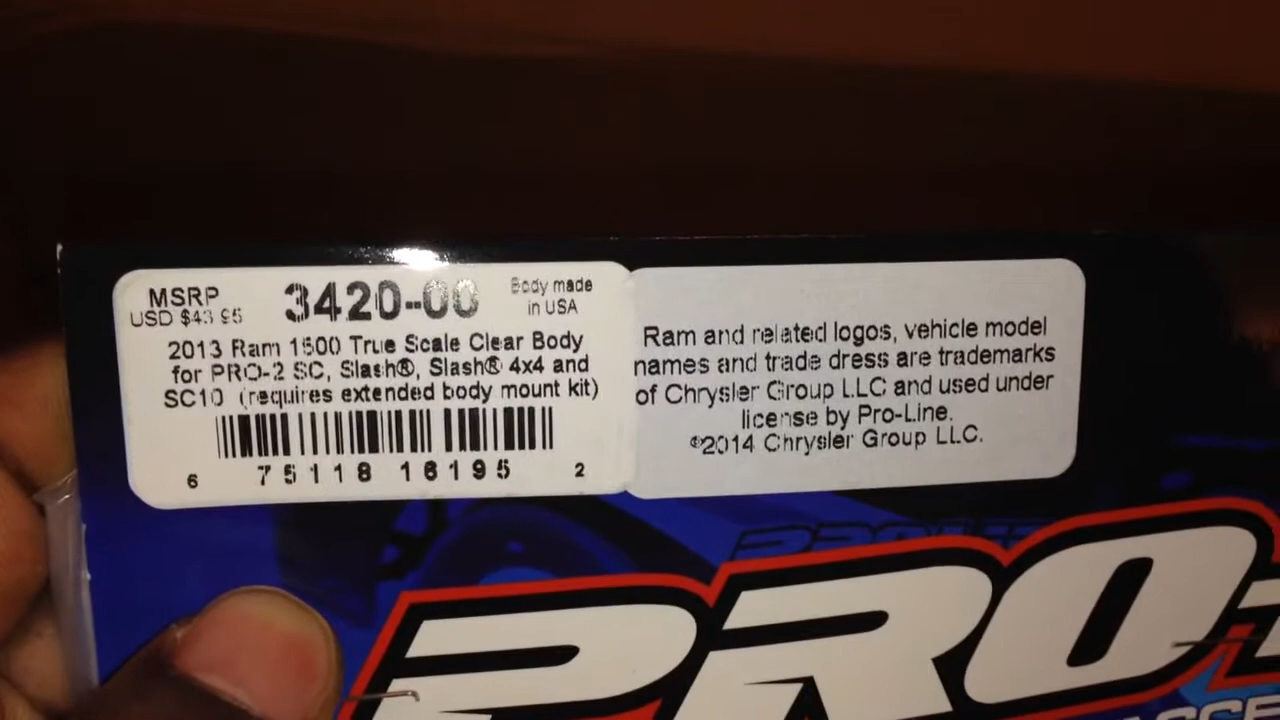 MSRP
USD $43.95
3420-00
Body made
in USA
2013 Ram 1500 True Scale Clear Body
for PRO-2 SC, Slash®, Slash® 4x4 and
SC10 (requires extended body mount kit)
6 75118 16195 2
Ram and related logos, vehicle model
names and trade dress are trademarks
of Chrysler Group LLC and used under
license by Pro-Line.
©2014 Chrysler Group LLC.
PRO-